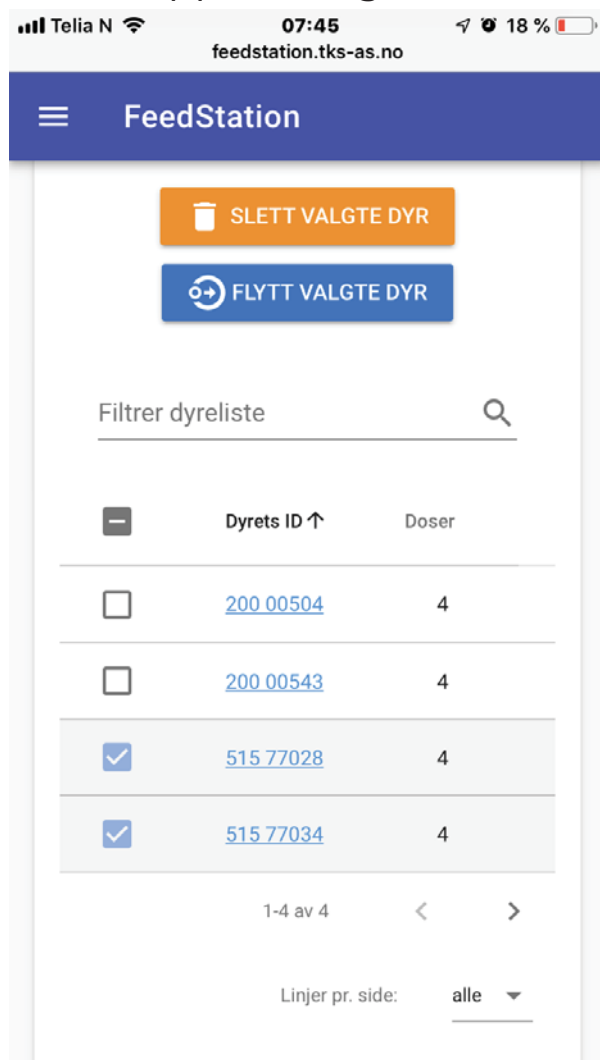 Telia N 07:45 18 %
feedstation.tks-as.no
FeedStation
SLETT VALGTE DYR
FLYTT VALGTE DYR
Filtrer dyreliste
Dyrets ID↑ Doser
200 00504 4
200 00543 4
515 77028 4
515 77034 4
1-4 av 4
Linjer pr. side: alle